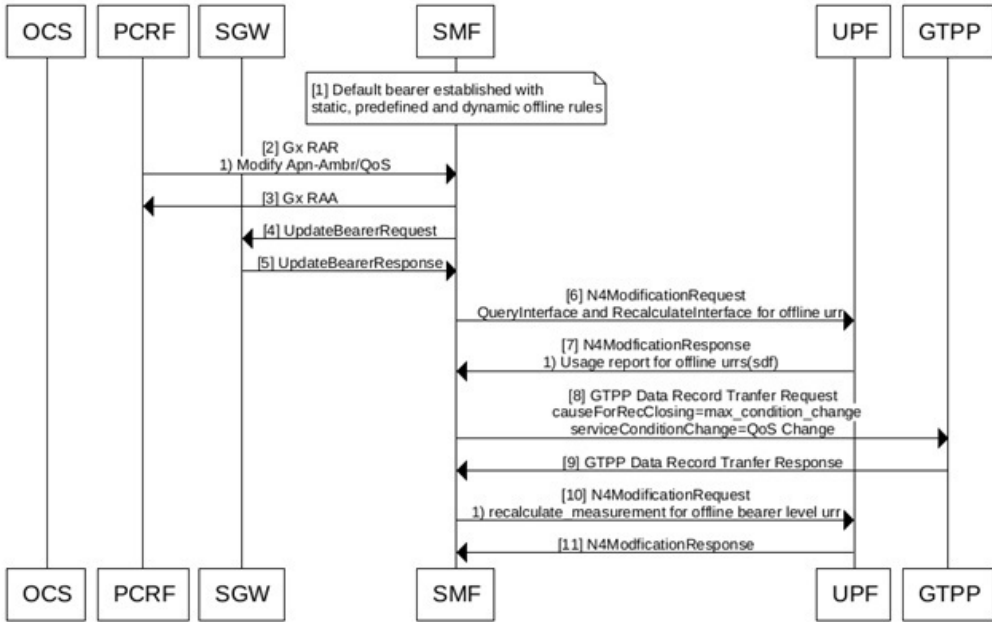 OCS PCRF SGW SMF UPF GTPP
[1] Default bearer established with
static, predefined and dynamic offline rules
[2] Gx RAR
1) Modify Apn-Ambr/QoS
[3] Gx RAA
[4] UpdateBearerRequest
[5] UpdateBearerResponse
[6] N4ModificationRequest
QueryInterface and RecalculateInterface for offline urr
[7] N4ModficationResponse
1) Usage report for offline urrs(sdf)
[8] GTPP Data Record Tranfer Request
causeForRecClosing=max_condition_change
serviceConditionChange=QoS Change
[9] GTPP Data Record Tranfer Response
[10] N4ModificationRequest
1) recalculate_measurement for offline bearer level urr
[11] N4ModficationResponse
OCS PCRF SGW SMF UPF GTPP